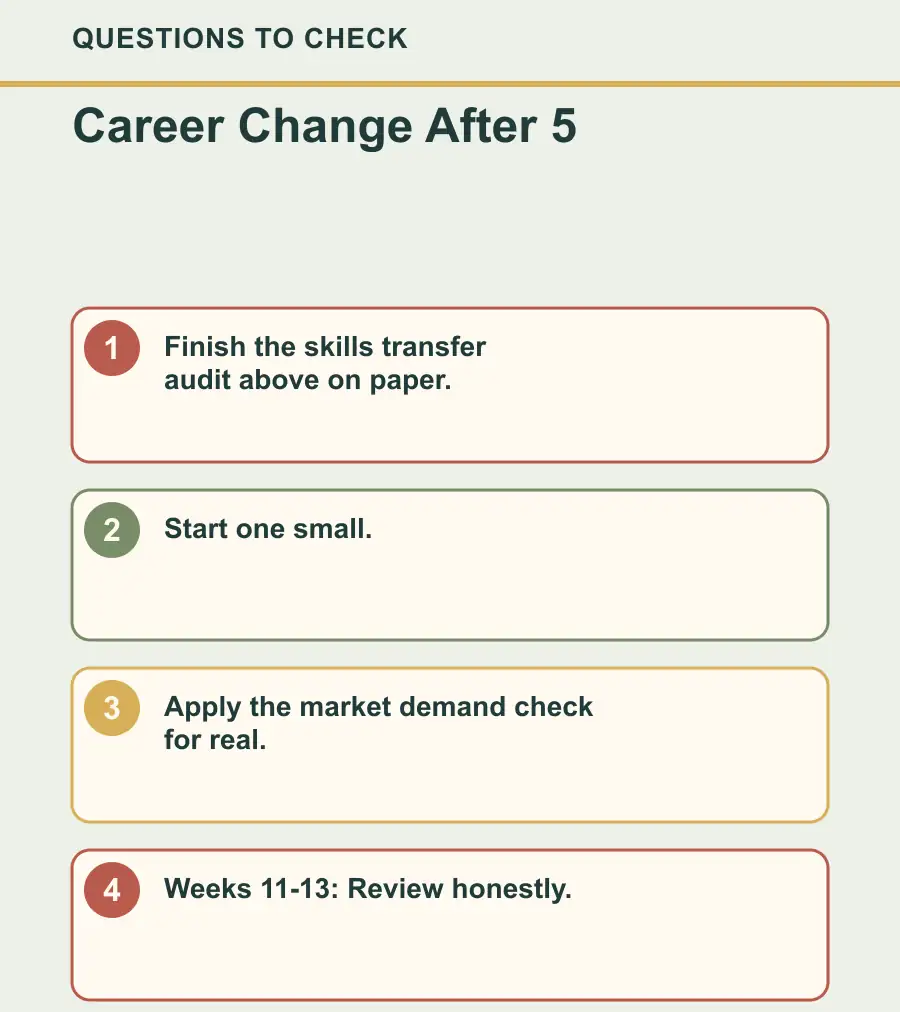 QUESTIONS TO CHECK
Career Change After 5
1
Finish the skills transfer
audit above on paper.
2
Start one small.
3
Apply the market demand check
for real.
4
Weeks 11-13: Review honestly.